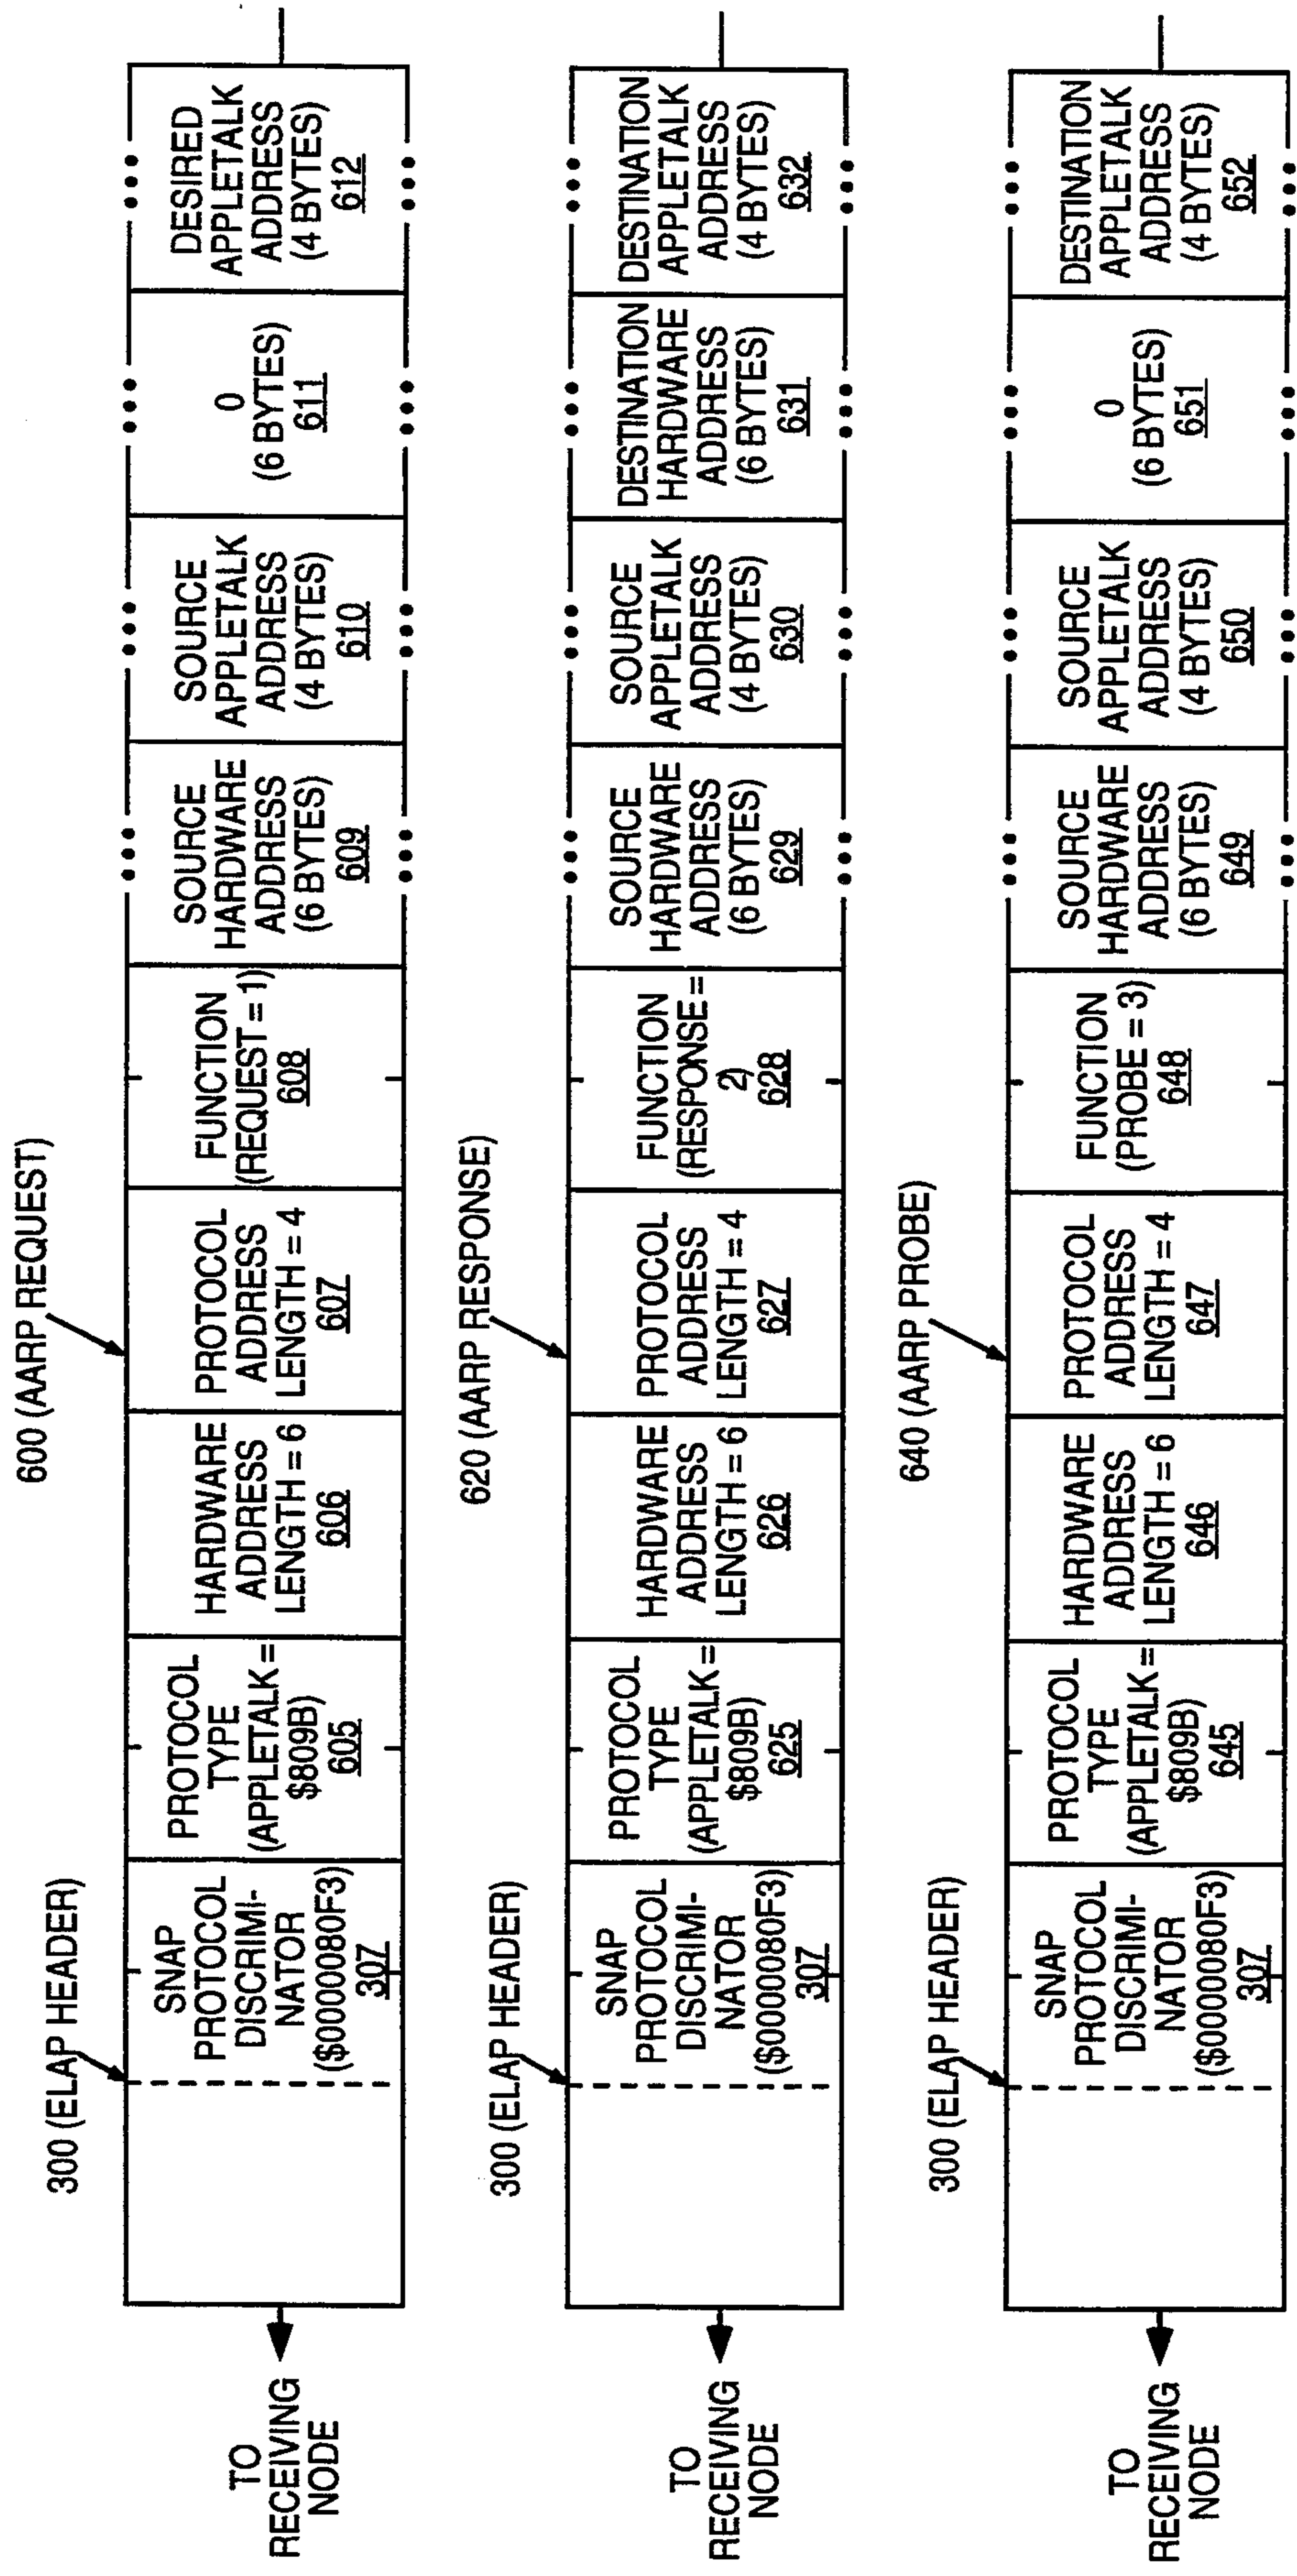 600 (AARP REQUEST)
300 (ELAP HEADER)
TO
RECEIVING
NODE
SNAP
PROTOCOL
DISCRIMI-
NATOR
($000080F3)
307
PROTOCOL
TYPE
(APPLETALK =
$809B)
605
HARDWARE
ADDRESS
LENGTH = 6
606
PROTOCOL
ADDRESS
LENGTH = 4
607
FUNCTION
(REQUEST = 1)
608
SOURCE
HARDWARE
ADDRESS
(6 BYTES)
609
SOURCE
APPLETALK
ADDRESS
(4 BYTES)
610
0
(6 BYTES)
611
DESIRED
APPLETALK
ADDRESS
(4 BYTES)
612
620 (AARP RESPONSE)
300 (ELAP HEADER)
TO
RECEIVING
NODE
SNAP
PROTOCOL
DISCRIMI-
NATOR
($000080F3)
307
PROTOCOL
TYPE
(APPLETALK =
$809B)
625
HARDWARE
ADDRESS
LENGTH = 6
626
PROTOCOL
ADDRESS
LENGTH = 4
627
FUNCTION
(RESPONSE =
2)
628
SOURCE
HARDWARE
ADDRESS
(6 BYTES)
629
SOURCE
APPLETALK
ADDRESS
(4 BYTES)
630
DESTINATION
HARDWARE
ADDRESS
(6 BYTES)
631
DESTINATION
APPLETALK
ADDRESS
(4 BYTES)
632
640 (AARP PROBE)
300 (ELAP HEADER)
TO
RECEIVING
NODE
SNAP
PROTOCOL
DISCRIMI-
NATOR
($000080F3)
307
PROTOCOL
TYPE
(APPLETALK =
$809B)
645
HARDWARE
ADDRESS
LENGTH = 6
646
PROTOCOL
ADDRESS
LENGTH = 4
647
FUNCTION
(PROBE = 3)
648
SOURCE
HARDWARE
ADDRESS
(6 BYTES)
649
SOURCE
APPLETALK
ADDRESS
(4 BYTES)
650
0
(6 BYTES)
651
DESTINATION
APPLETALK
ADDRESS
(4 BYTES)
652